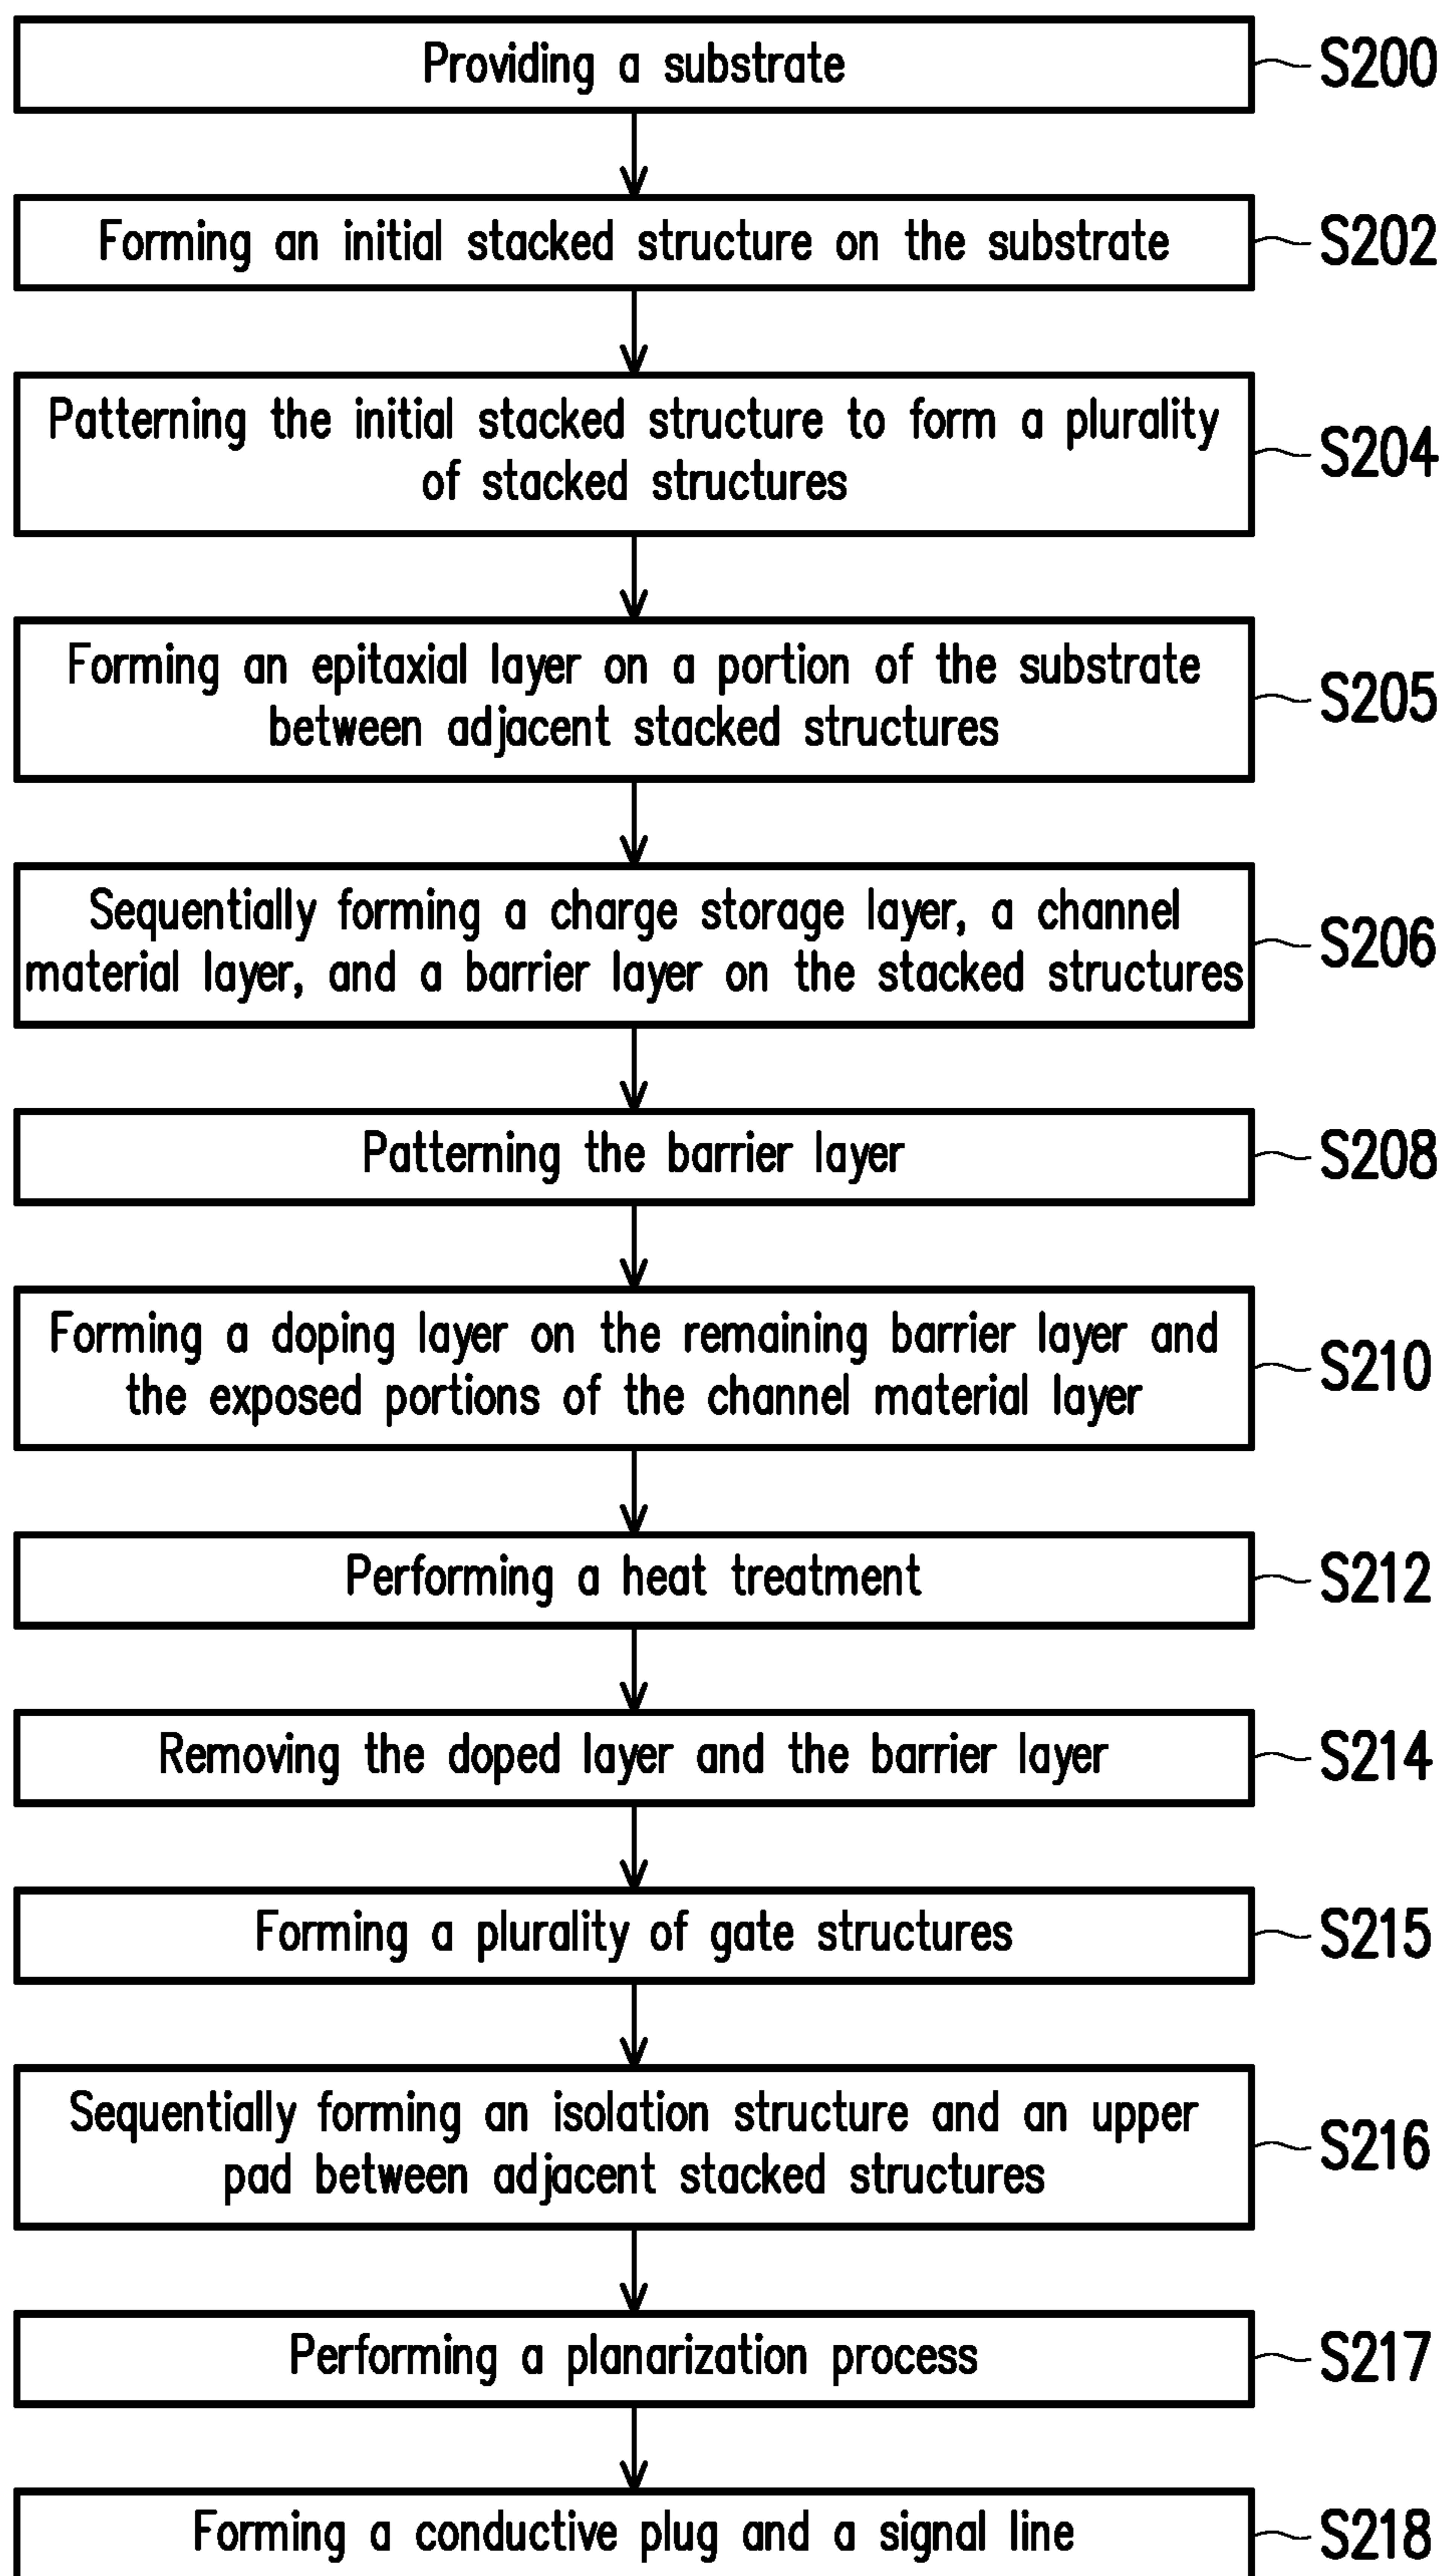 Providing a substrate
S200
Forming an initial stacked structure on the substrate
S202
Patterning the initial stacked structure to form a plurality
of stacked structures
S204
Forming an epitaxial layer on a portion of the substrate
between adjacent stacked structures
S205
Sequentially forming a charge storage layer, a channel
material layer, and a barrier layer on the stacked structures
S206
Patterning the barrier layer
S208
Forming a doping layer on the remaining barrier layer and
the exposed portions of the channel material layer
S210
Performing a heat treatment
S212
Removing the doped layer and the barrier layer
S214
Forming a plurality of gate structures
S215
Sequentially forming an isolation structure and an upper
pad between adjacent stacked structures
S216
Performing a planarization process
S217
Forming a conductive plug and a signal line
S218